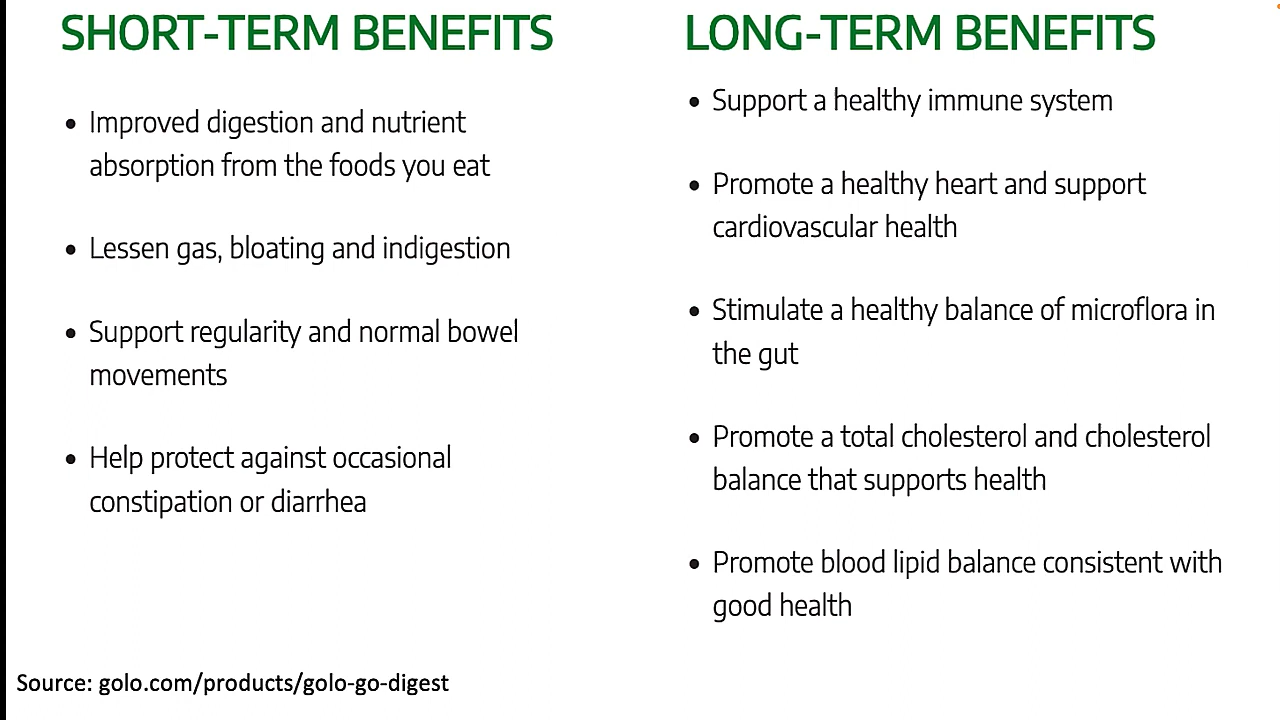 SHORT-TERM BENEFITS
Improved digestion and nutrient
absorption from the foods you eat
Lessen gas, bloating and indigestion
Support regularity and normal bowel
movements
Help protect against occasional
constipation or diarrhea
LONG-TERM BENEFITS
Support a healthy immune system
Promote a healthy heart and support
cardiovascular health
Stimulate a healthy balance of microflora in
the gut
Promote a total cholesterol and cholesterol
balance that supports health
Promote blood lipid balance consistent with
good health
Source: golo.com/products/golo-go-digest